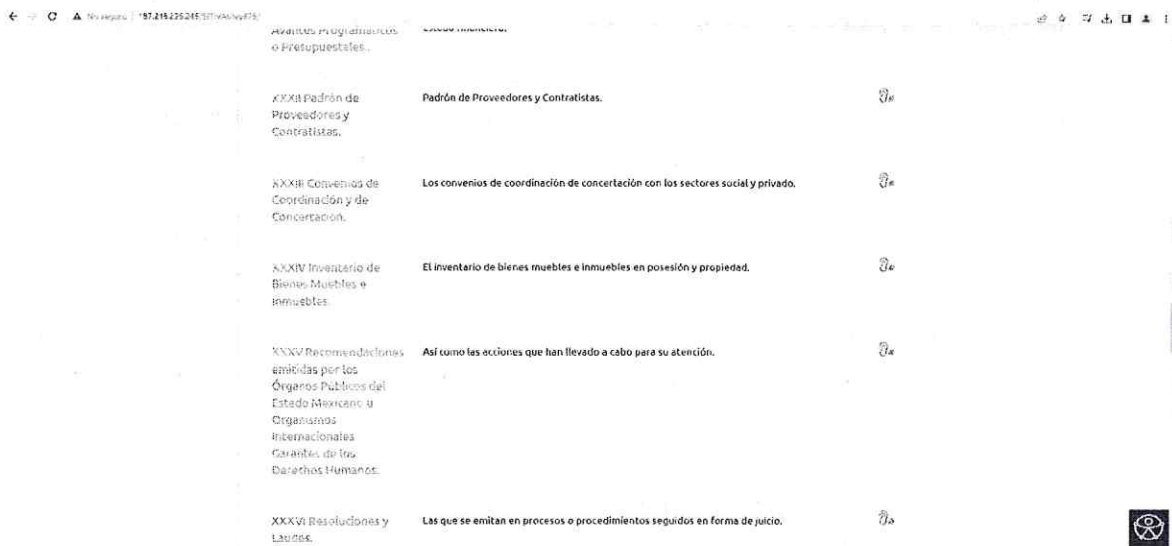 No seguro
Avances Programáticos
o Presupuestales.
estado financiero.
XXXII Padrón de
Proveedores y
Contratistas.
Padrón de Proveedores y Contratistas.
XXXIII Convenios de
Coordinación y de
Concertación.
Los convenios de coordinación de concertación con los sectores social y privado.
XXXIV Inventario de
Bienes Muebles e
Inmuebles.
El inventario de bienes muebles e inmuebles en posesión y propiedad.
XXXV Recomendaciones
emitidas por los
Órganos Públicos del
Estado Mexicano u
Organismos
Internacionales
Garantes de los
Derechos Humanos.
Así como las acciones que han llevado a cabo para su atención.
XXXVI Resoluciones y
Laudos.
Las que se emitan en procesos o procedimientos seguidos en forma de juicio.